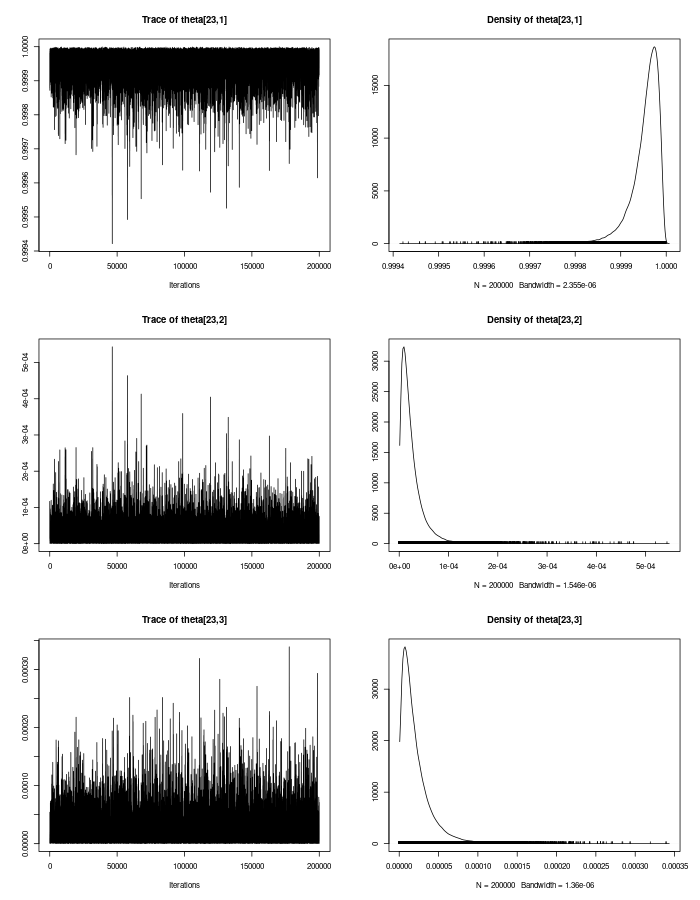 Trace of theta[23,1]
1.0000
0.9999
0.9998
0.9997
0.9996
0.9995
0.9994
0 50000 100000 150000 200000
Iterations
Density of theta[23,1]
15000
10000
5000
0
0.9994 0.9995 0.9996 0.9997 0.9998 0.9999 1.0000
N = 200000 Bandwidth = 2.355e-06
Trace of theta[23,2]
5e-04
4e-04
3e-04
2e-04
1e-04
0e+00
0 50000 100000 150000 200000
Iterations
Density of theta[23,2]
30000
25000
20000
15000
10000
5000
0
0e+00 1e-04 2e-04 3e-04 4e-04 5e-04
N = 200000 Bandwidth = 1.546e-06
Trace of theta[23,3]
0.00030
0.00020
0.00010
0.00000
0 50000 100000 150000 200000
Iterations
Density of theta[23,3]
30000
20000
10000
0
0.00000 0.00005 0.00010 0.00015 0.00020 0.00025 0.00030 0.00035
N = 200000 Bandwidth = 1.36e-06